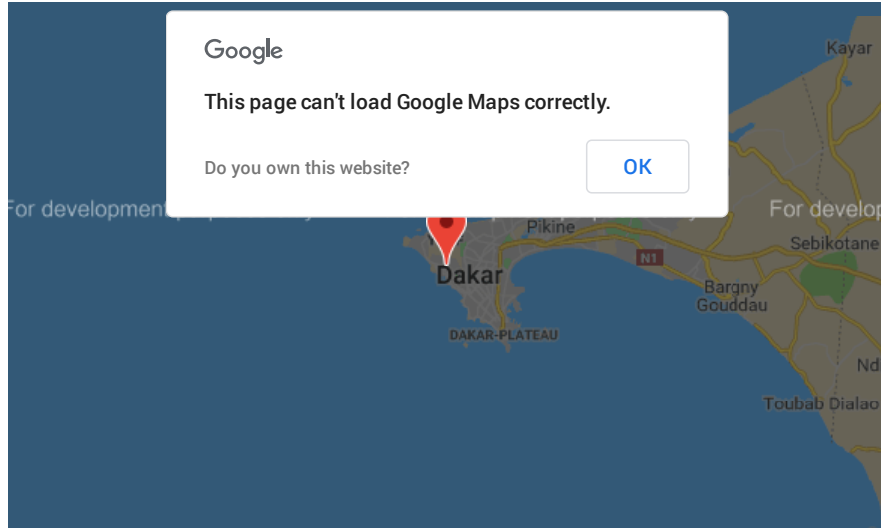 Google
This page can't load Google Maps correctly.
Do you own this website?
OK
Kayar
For development
For develop
Pikine
Sebikotane
N1
Dakar
Bargny
Gouddau
DAKAR-PLATEAU
Nd
Toubab Dialao